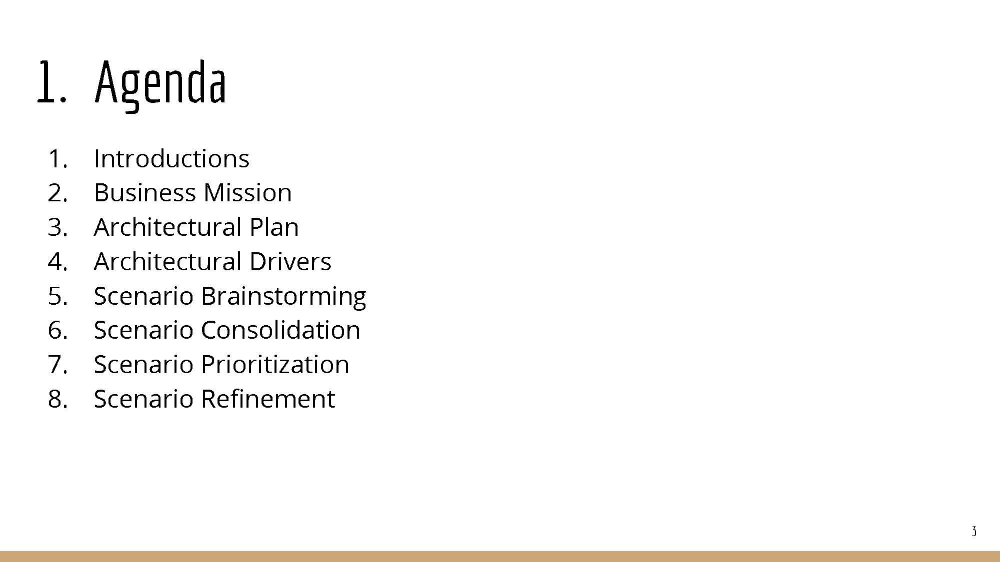 1. Agenda
1. Introductions
2. Business Mission
3. Architectural Plan
4. Architectural Drivers
5. Scenario Brainstorming
6. Scenario Consolidation
7. Scenario Prioritization
8. Scenario Refinement
3